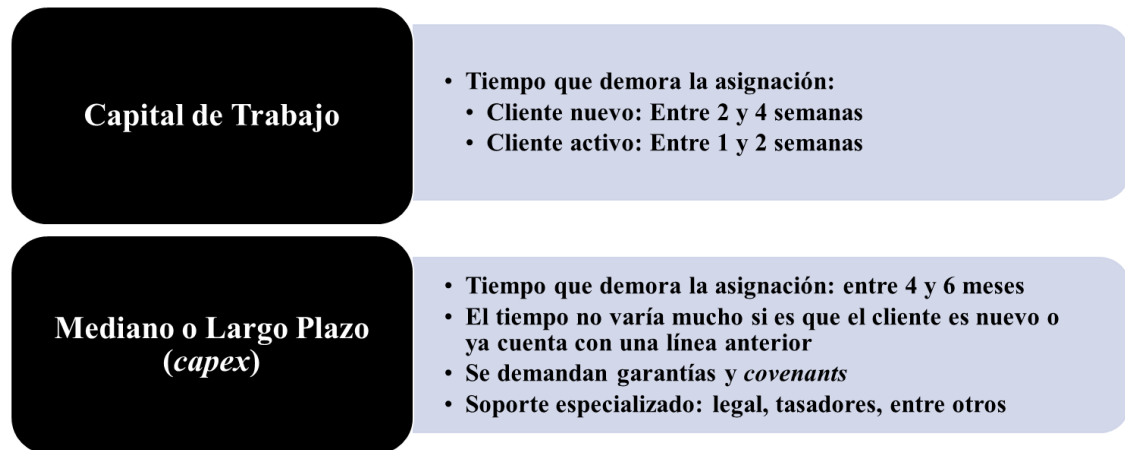 Capital de Trabajo
• Tiempo que demora la asignación:
• Cliente nuevo: Entre 2 y 4 semanas
• Cliente activo: Entre 1 y 2 semanas
Mediano o Largo Plazo
(capex)
• Tiempo que demora la asignación: entre 4 y 6 meses
• El tiempo no varía mucho si es que el cliente es nuevo o
ya cuenta con una línea anterior
• Se demandan garantías y covenants
• Soporte especializado: legal, tasadores, entre otros